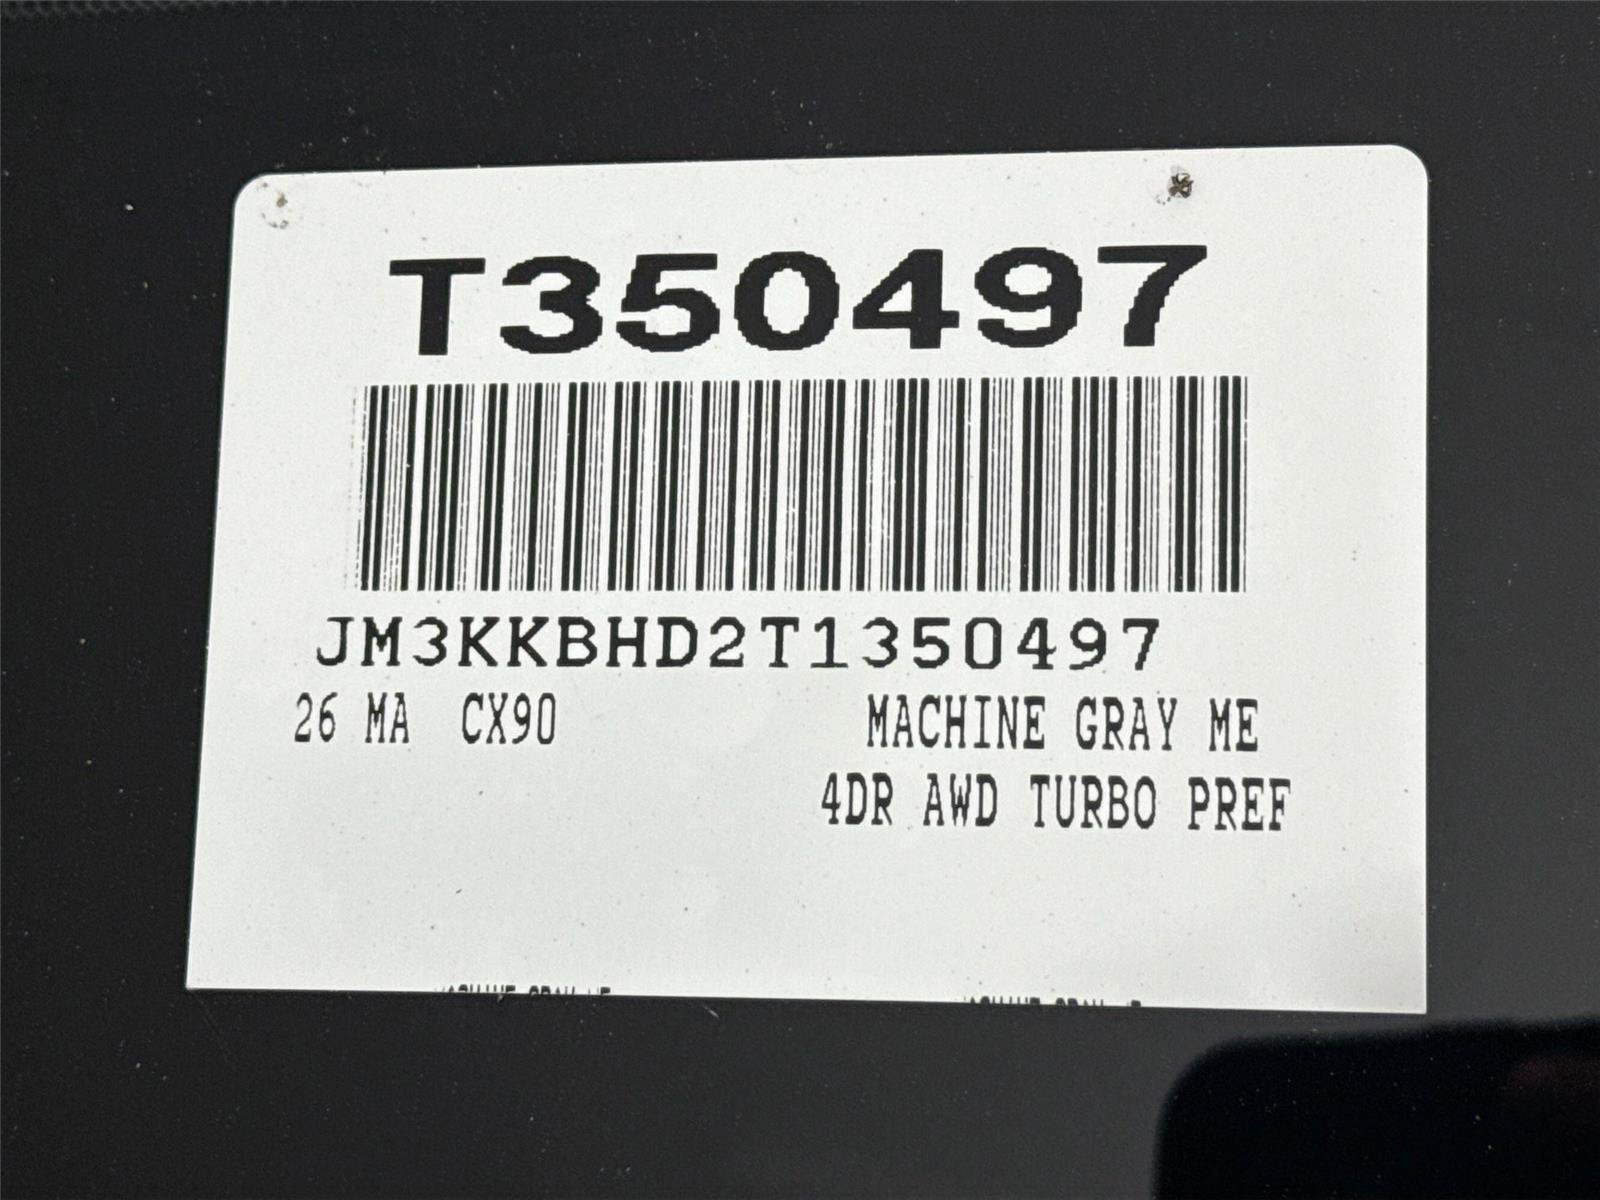 T350497
JM3KKBHD2T1350497
26 MA CX90 MACHINE GRAY ME
4DR AWD TURBO PREF